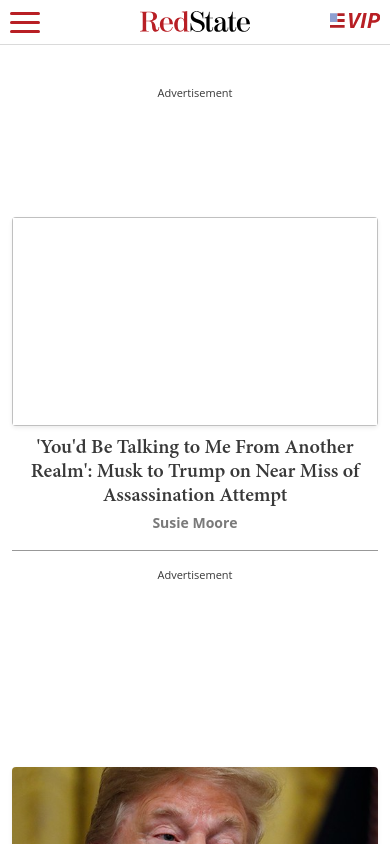 RedState
VIP
Advertisement
'You'd Be Talking to Me From Another
Realm': Musk to Trump on Near Miss of
Assassination Attempt
Susie Moore
Advertisement